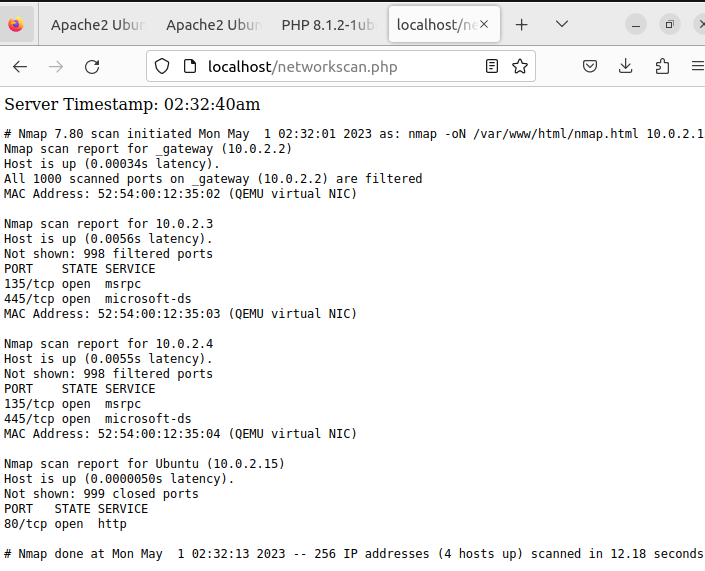 Apache2 Ubun Apache2 Ubun PHP 8.1.2-1ub localhost/ne
localhost/networkscan.php
Server Timestamp: 02:32:40am
# Nmap 7.80 scan initiated Mon May  1 02:32:01 2023 as: nmap -oN /var/www/html/nmap.html 10.0.2.1
Nmap scan report for _gateway (10.0.2.2)
Host is up (0.00034s latency).
All 1000 scanned ports on _gateway (10.0.2.2) are filtered
MAC Address: 52:54:00:12:35:02 (QEMU virtual NIC)
Nmap scan report for 10.0.2.3
Host is up (0.0056s latency).
Not shown: 998 filtered ports
PORT    STATE SERVICE
135/tcp open  msrpc
445/tcp open  microsoft-ds
MAC Address: 52:54:00:12:35:03 (QEMU virtual NIC)
Nmap scan report for 10.0.2.4
Host is up (0.0055s latency).
Not shown: 998 filtered ports
PORT    STATE SERVICE
135/tcp open  msrpc
445/tcp open  microsoft-ds
MAC Address: 52:54:00:12:35:04 (QEMU virtual NIC)
Nmap scan report for Ubuntu (10.0.2.15)
Host is up (0.0000050s latency).
Not shown: 999 closed ports
PORT   STATE SERVICE
80/tcp open  http
# Nmap done at Mon May  1 02:32:13 2023 -- 256 IP addresses (4 hosts up) scanned in 12.18 seconds